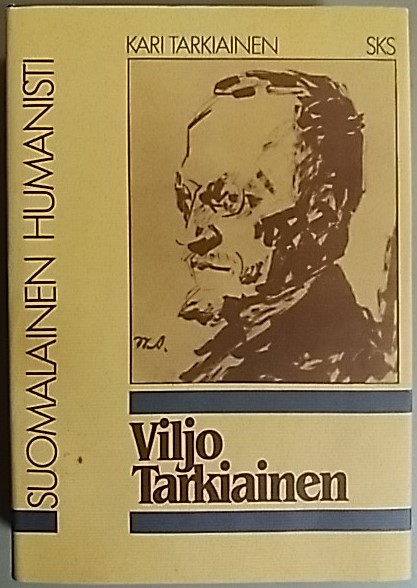 KARI TARKIAINEN SKS
SUOMALAINEN HUMANISTI
Viljo
Tarkiainen